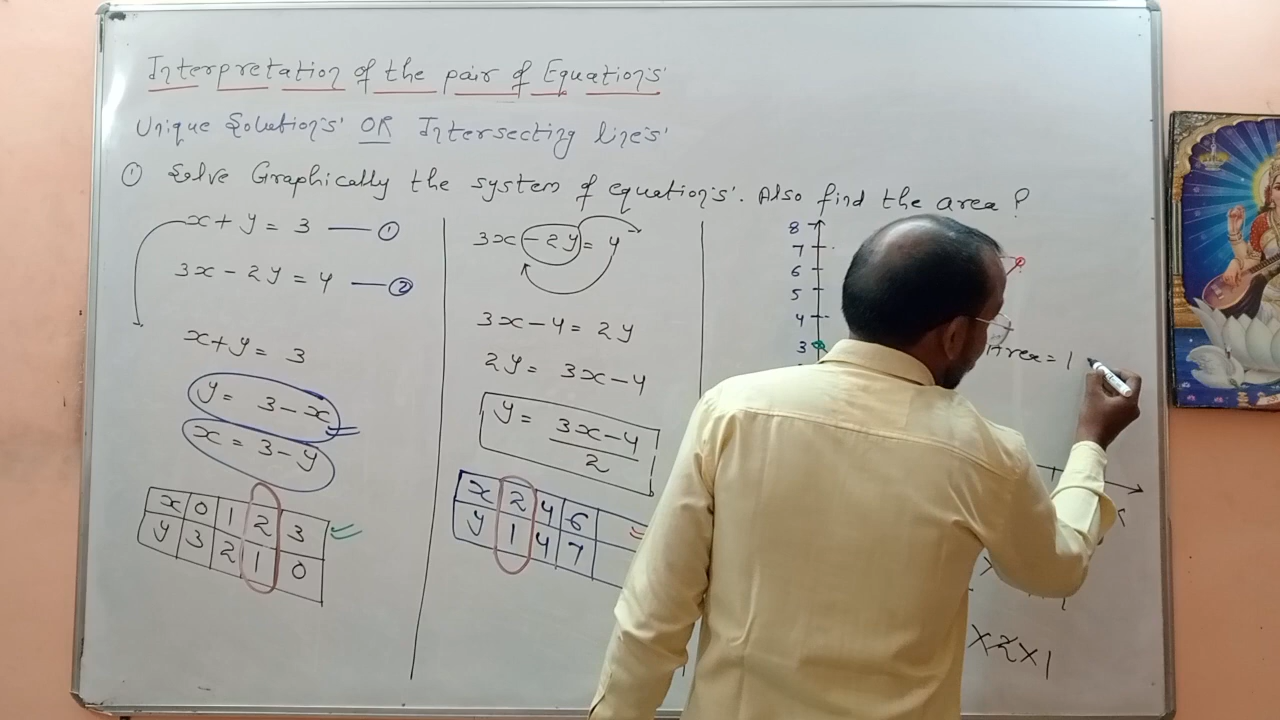 Interpretation of the pair of Equations
Unique Solutions OR Intersecting lines
① Solve Graphically the system of equations. Also find the area?
x + y = 3 — ①
3x - 2y = 4 — ②
x + y = 3
y = 3 - x
x = 3 - y
x 0 1 2 3
y 3 2 1 0
3x - 2y = 4
3x - 4 = 2y
2y = 3x - 4
y = 3x - 4 / 2
x 2 4 6
y 1 4 7
8
7
6
5
4
3
Area = 1
x 2 x 1